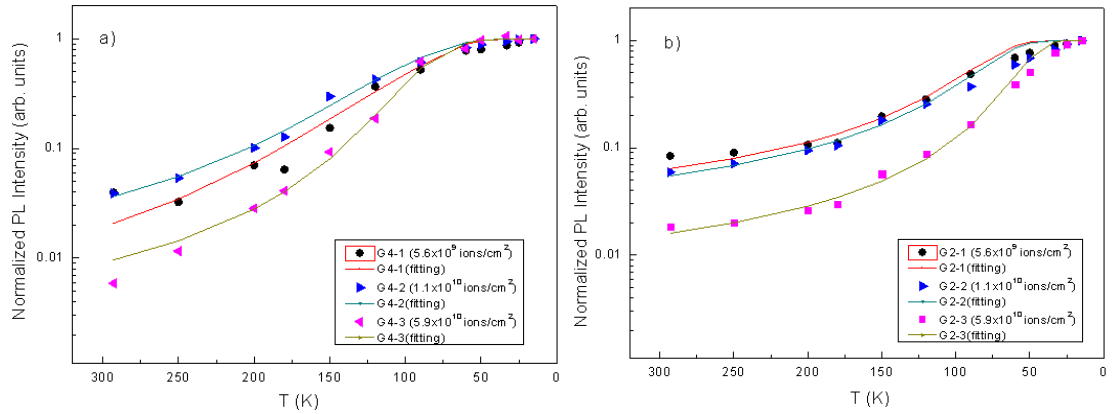 a)
Normalized PL Intensity (arb. units)
1
0.1
0.01
G4-1 (5.6x10⁹ ions/cm²)
G4-1(fitting)
G4-2 (1.1x10¹⁰ ions/cm²)
G4-2(fitting)
G4-3 (5.9x10¹⁰ ions/cm²)
G4-3(fitting)
300 250 200 150 100 50 0
T (K)
b)
Normalized PL Intensity (arb. units)
1
0.1
0.01
G2-1 (5.6x10⁹ ions/cm²)
G2-1(fitting)
G2-2 (1.1x10¹⁰ ions/cm²)
G2-2(fitting)
G2-3 (5.9x10¹⁰ ions/cm²)
G2-3(fitting)
300 250 200 150 100 50 0
T (K)